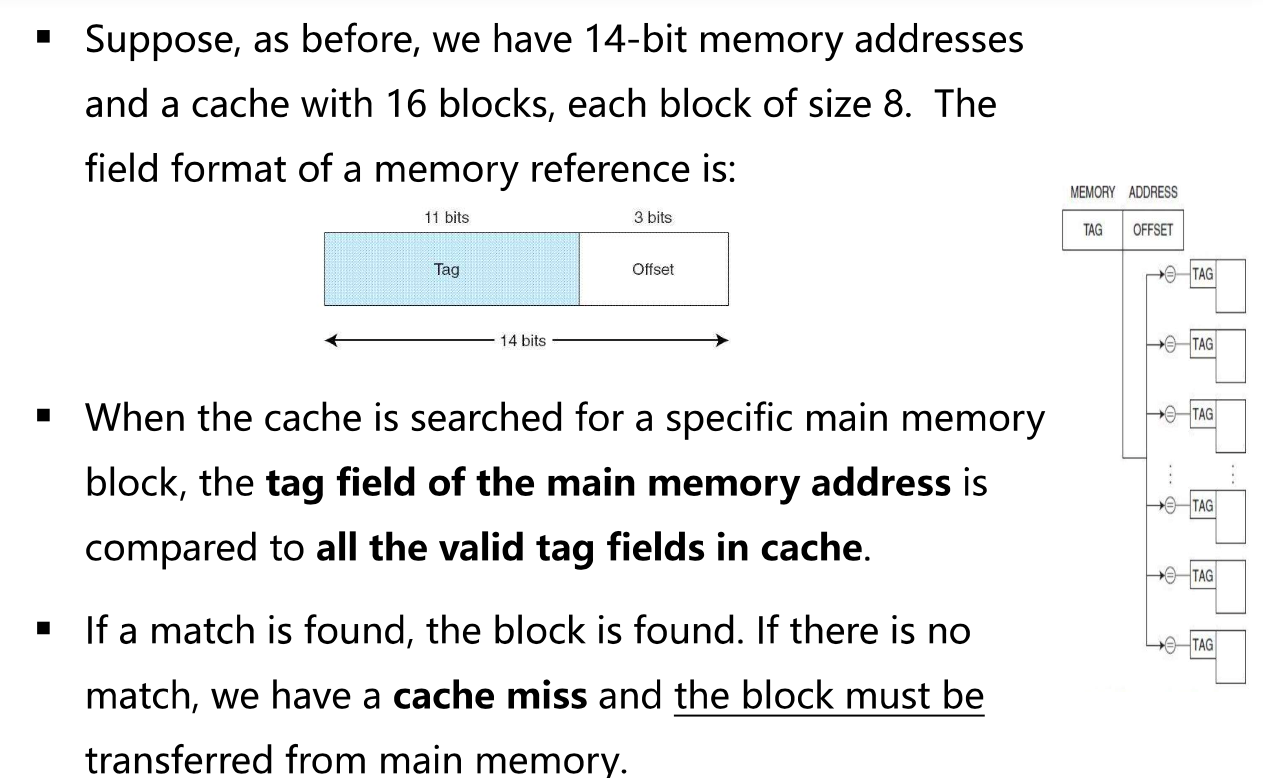 ▪ Suppose, as before, we have 14-bit memory addresses
and a cache with 16 blocks, each block of size 8. The
field format of a memory reference is:
11 bits 3 bits
Tag Offset
14 bits
MEMORY ADDRESS
TAG OFFSET
TAG
TAG
TAG
TAG
TAG
TAG
▪ When the cache is searched for a specific main memory
block, the tag field of the main memory address is
compared to all the valid tag fields in cache.
▪ If a match is found, the block is found. If there is no
match, we have a cache miss and the block must be
transferred from main memory.